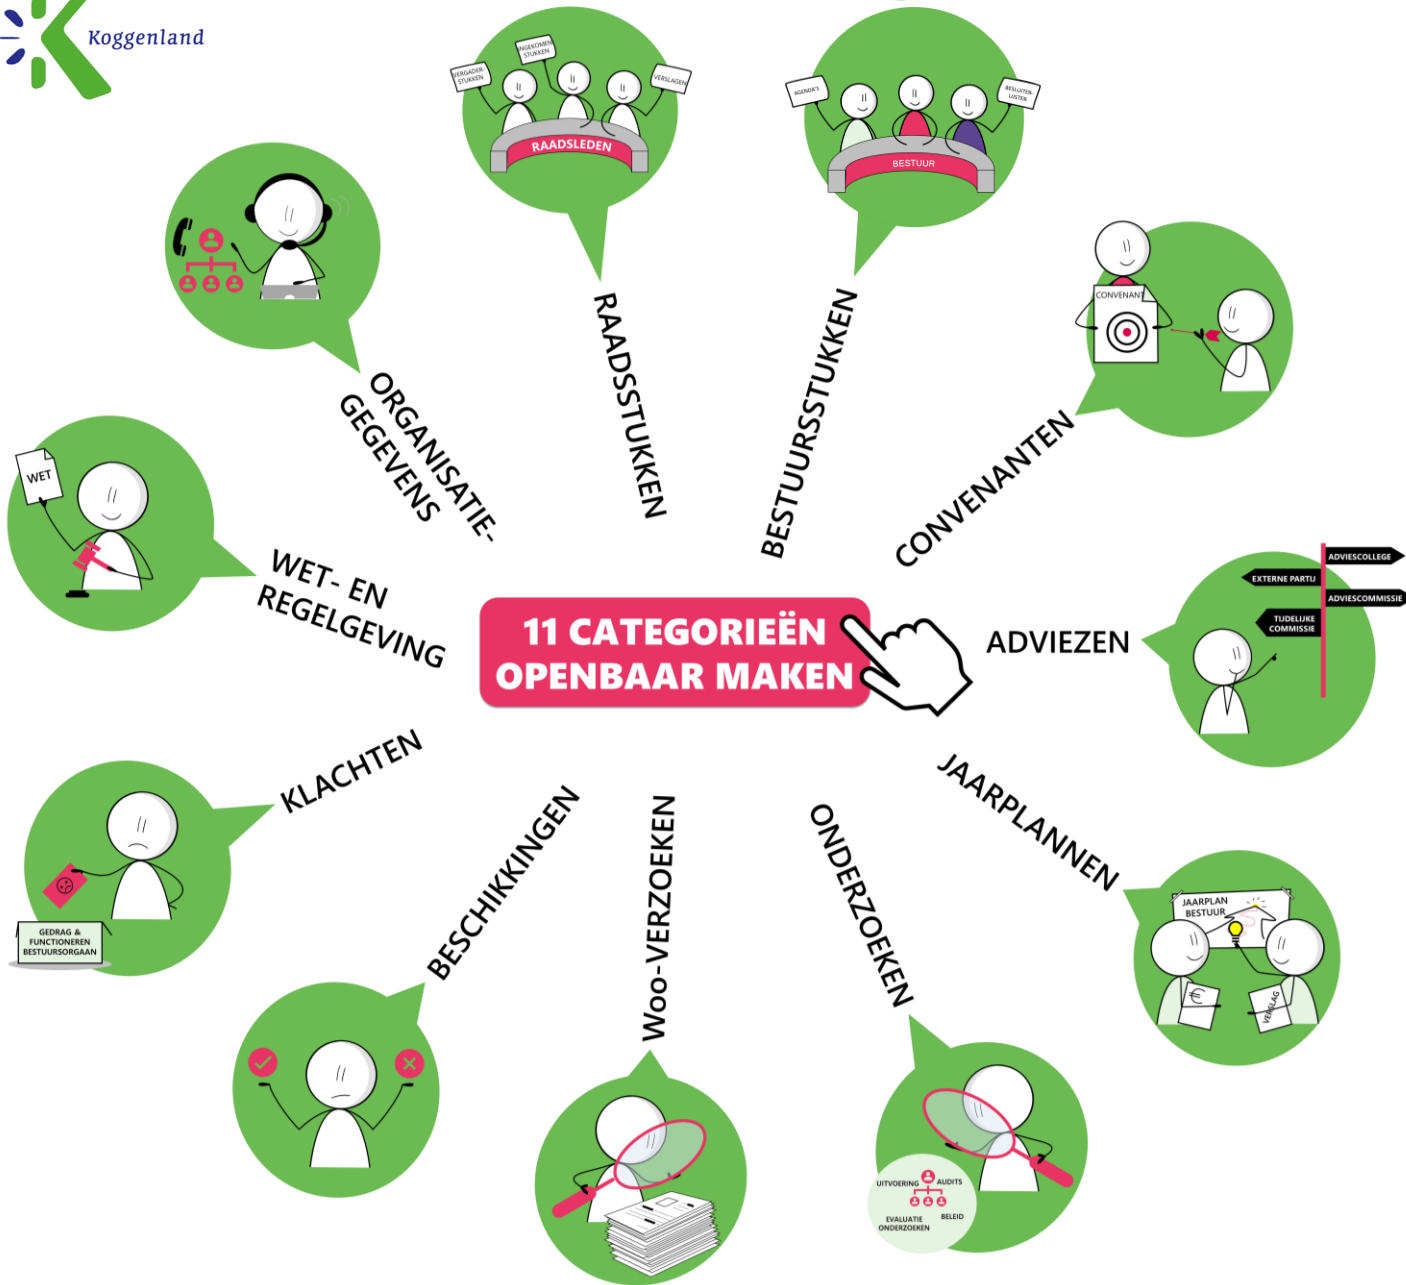 Koggenland
VERGADER-
STUKKEN
INGEKOMEN
STUKKEN
VERSLAGEN
RAADSLEDEN
AGENDA'S
BESLUITEN-
LIJSTEN
BESTUUR
CONVENANT
RAADSSTUKKEN
BESTUURSSTUKKEN
CONVENANTEN
ORGANISATIE-
GEGEVENS
WET
WET- EN
REGELGEVING
11 CATEGORIEËN
OPENBAAR MAKEN
ADVIEZEN
ADVIESCOLLEGE
EXTERNE PARTIJ
ADVIESCOMMISSIE
TIJDELIJKE
COMMISSIE
KLACHTEN
GEDRAG &
FUNCTIONEREN
BESTUURSORGAAN
BESCHIKKINGEN
Woo-VERZOEKEN
ONDERZOEKEN
JAARPLANNEN
JAARPLAN
BESTUUR
€
VERSLAG
UITVOERING
AUDITS
EVALUATIE
ONDERZOEKEN
BELEID